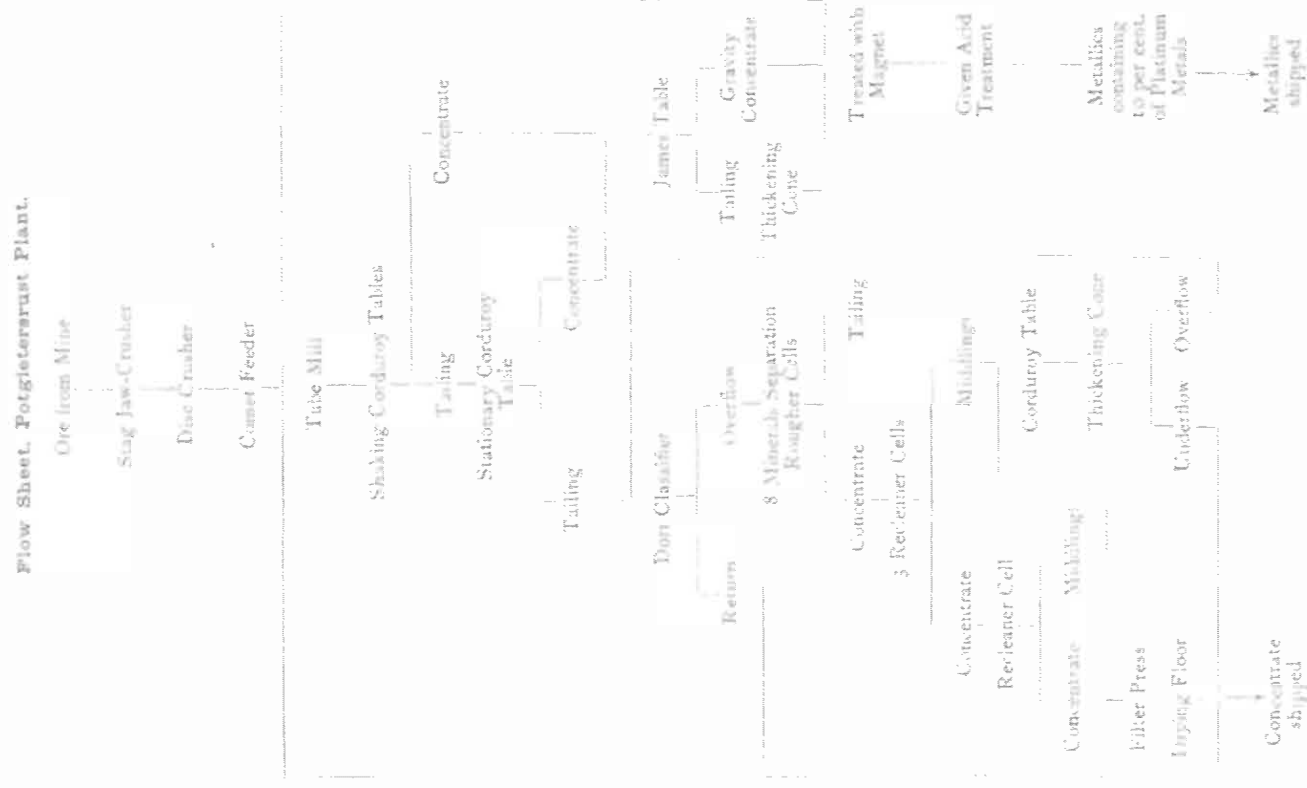 Flow Sheet. Potgietersrust Plant.
Ore from Mine
Stag Jaw-Crusher
Disc Crusher
Comet Feeder
Tube Mill
Shaking Corduroy Tables
Tailing
Concentrate
Stationary Corduroy
Table
Tailing
Concentrate
Dorr Classifier
James Table
Return
Overflow
Tailing
Gravity
Concentrate
8 Minerals Separation
Rougher Cells
Thickening
Cone
Concentrate
Tailing
Treated with
Magnet
3 Recleaner Cells
Concentrate
Middlings
Given Acid
Treatment
Recleaner Cell
Corduroy Table
Concentrate
Middlings
Thickening Cone
Metallics
containing
per cent.
of Platinum
Metals
Filter Press
Drying Floor
Underflow
Overflow
Concentrate
shipped
Metallics
shipped